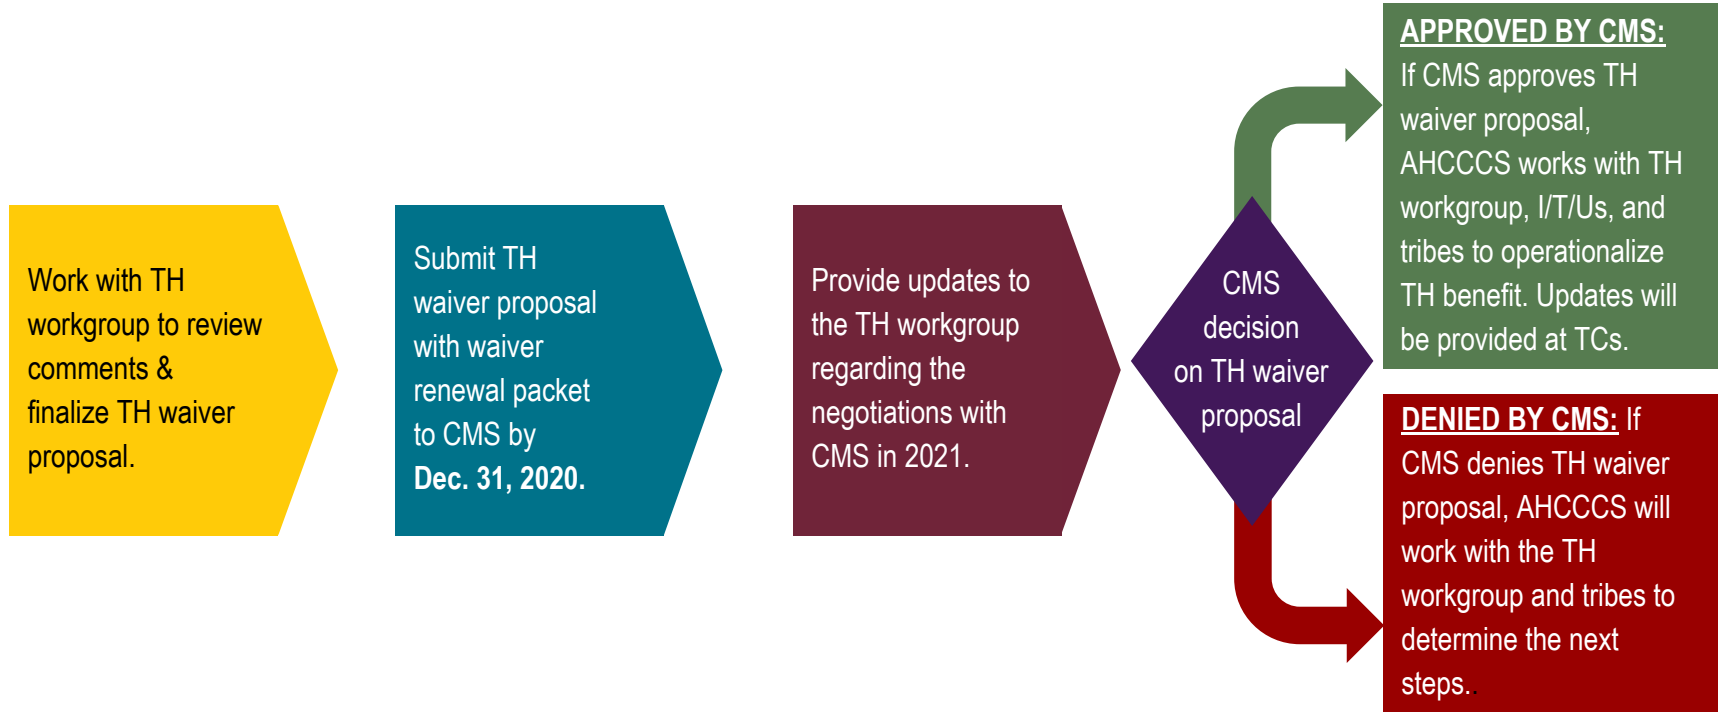 Work with TH
workgroup to review
comments &
finalize TH waiver
proposal.
Submit TH
waiver proposal
with waiver
renewal packet
to CMS by
Dec. 31, 2020.
Provide updates to
the TH workgroup
regarding the
negotiations with
CMS in 2021.
CMS
decision
on TH waiver
proposal
APPROVED BY CMS:
If CMS approves TH
waiver proposal,
AHCCCS works with TH
workgroup, I/T/Us, and
tribes to operationalize
TH benefit. Updates will
be provided at TCs.
DENIED BY CMS: If
CMS denies TH waiver
proposal, AHCCCS will
work with the TH
workgroup and tribes to
determine the next
steps..